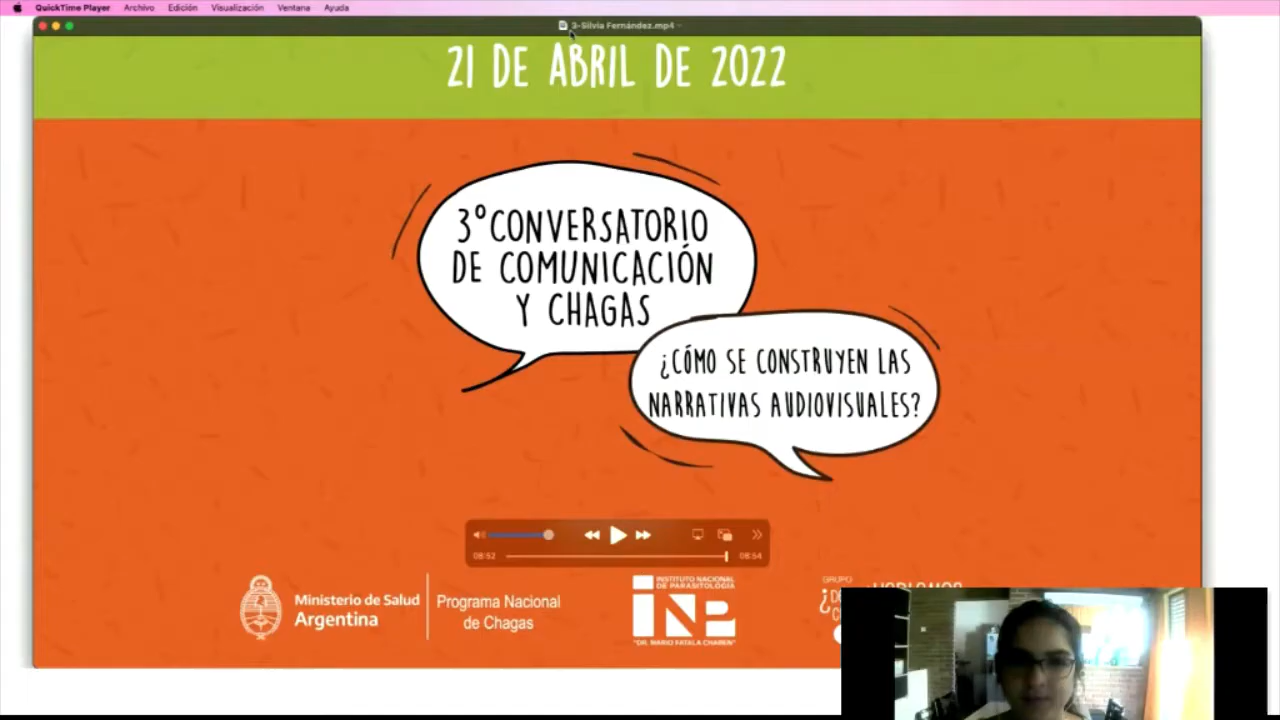 QuickTime Player Archivo Edición Visualización Ventana Ayuda
3-Silvia Fernández.mp4
21 DE ABRIL DE 2022
3º CONVERSATORIO
DE COMUNICACIÓN
Y CHAGAS
¿CÓMO SE CONSTRUYEN LAS
NARRATIVAS AUDIOVISUALES?
08:52
08:54
Ministerio de Salud
Argentina
Programa Nacional
de Chagas
INSTITUTO NACIONAL
DE PARASITOLOGÍA
INP
"DR. MARIO FATALA CHABEN"
GRUPO